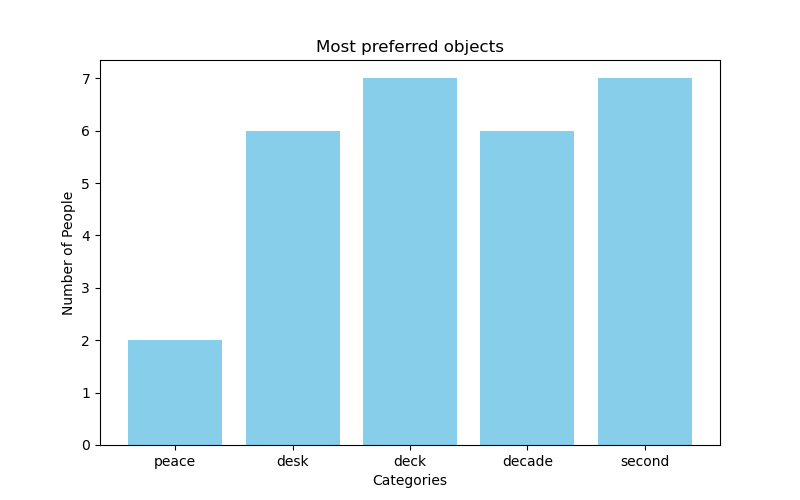 Most preferred objects
Number of People
7
6
5
4
3
2
1
0
peace desk deck decade second
Categories